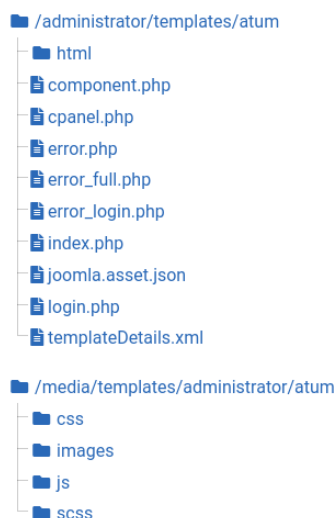 /administrator/templates/atum
html
component.php
cpanel.php
error.php
error_full.php
error_login.php
index.php
joomla.asset.json
login.php
templateDetails.xml
/media/templates/administrator/atum
css
images
js
scss